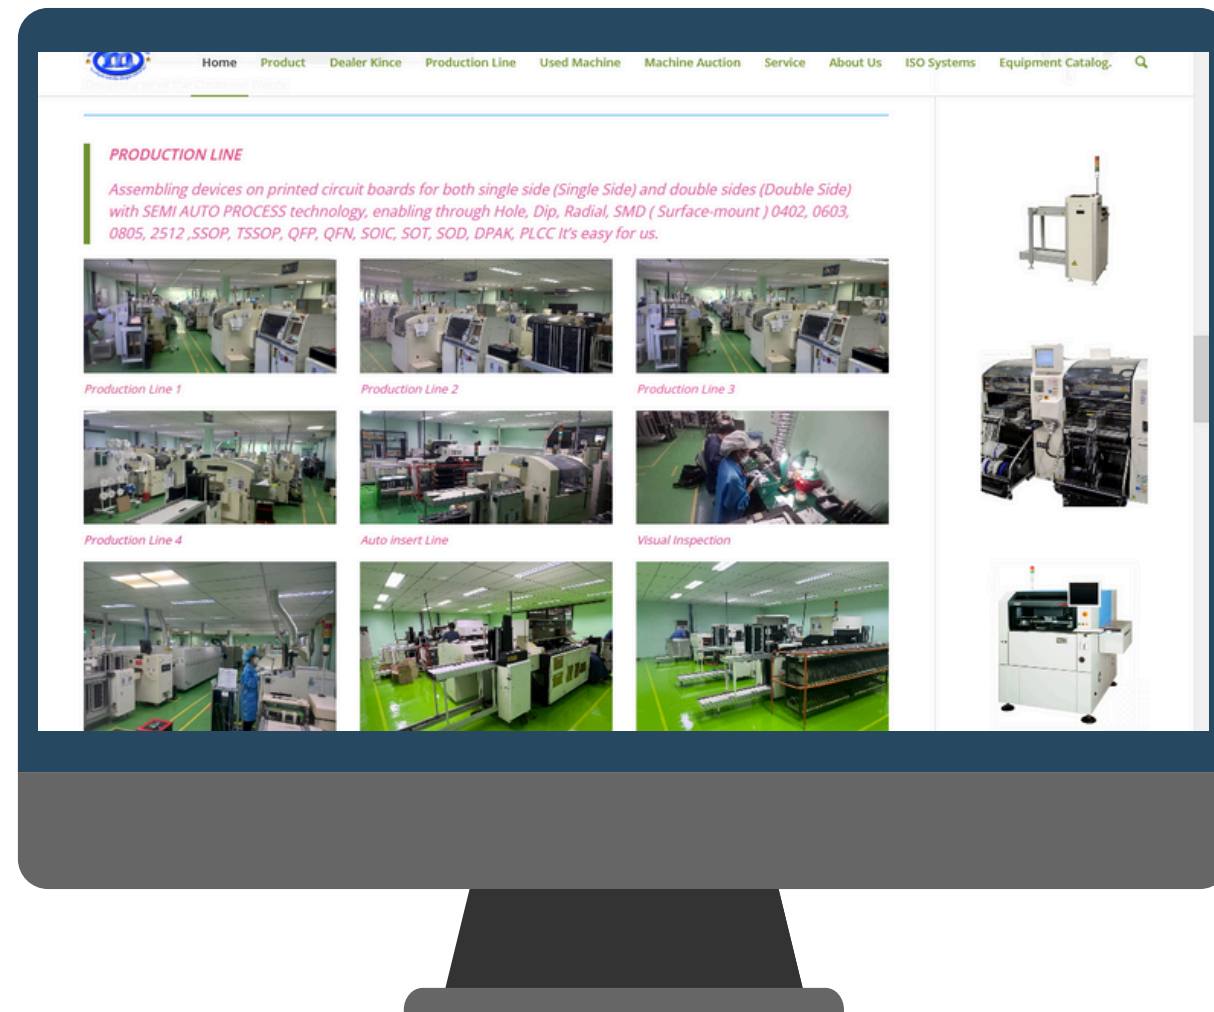 Home Product Dealer Kince Production Line Used Machine Machine Auction Service About Us ISO Systems Equipment Catalog.
PRODUCTION LINE
Assembling devices on printed circuit boards for both single side (Single Side) and double sides (Double Side)
with SEMI AUTO PROCESS technology, enabling through Hole, Dip, Radial, SMD ( Surface-mount ) 0402, 0603,
0805, 2512 ,SSOP, TSSOP, QFP, QFN, SOIC, SOT, SOD, DPAK, PLCC It's easy for us.
Production Line 1 Production Line 2 Production Line 3
Production Line 4 Auto insert Line Visual Inspection